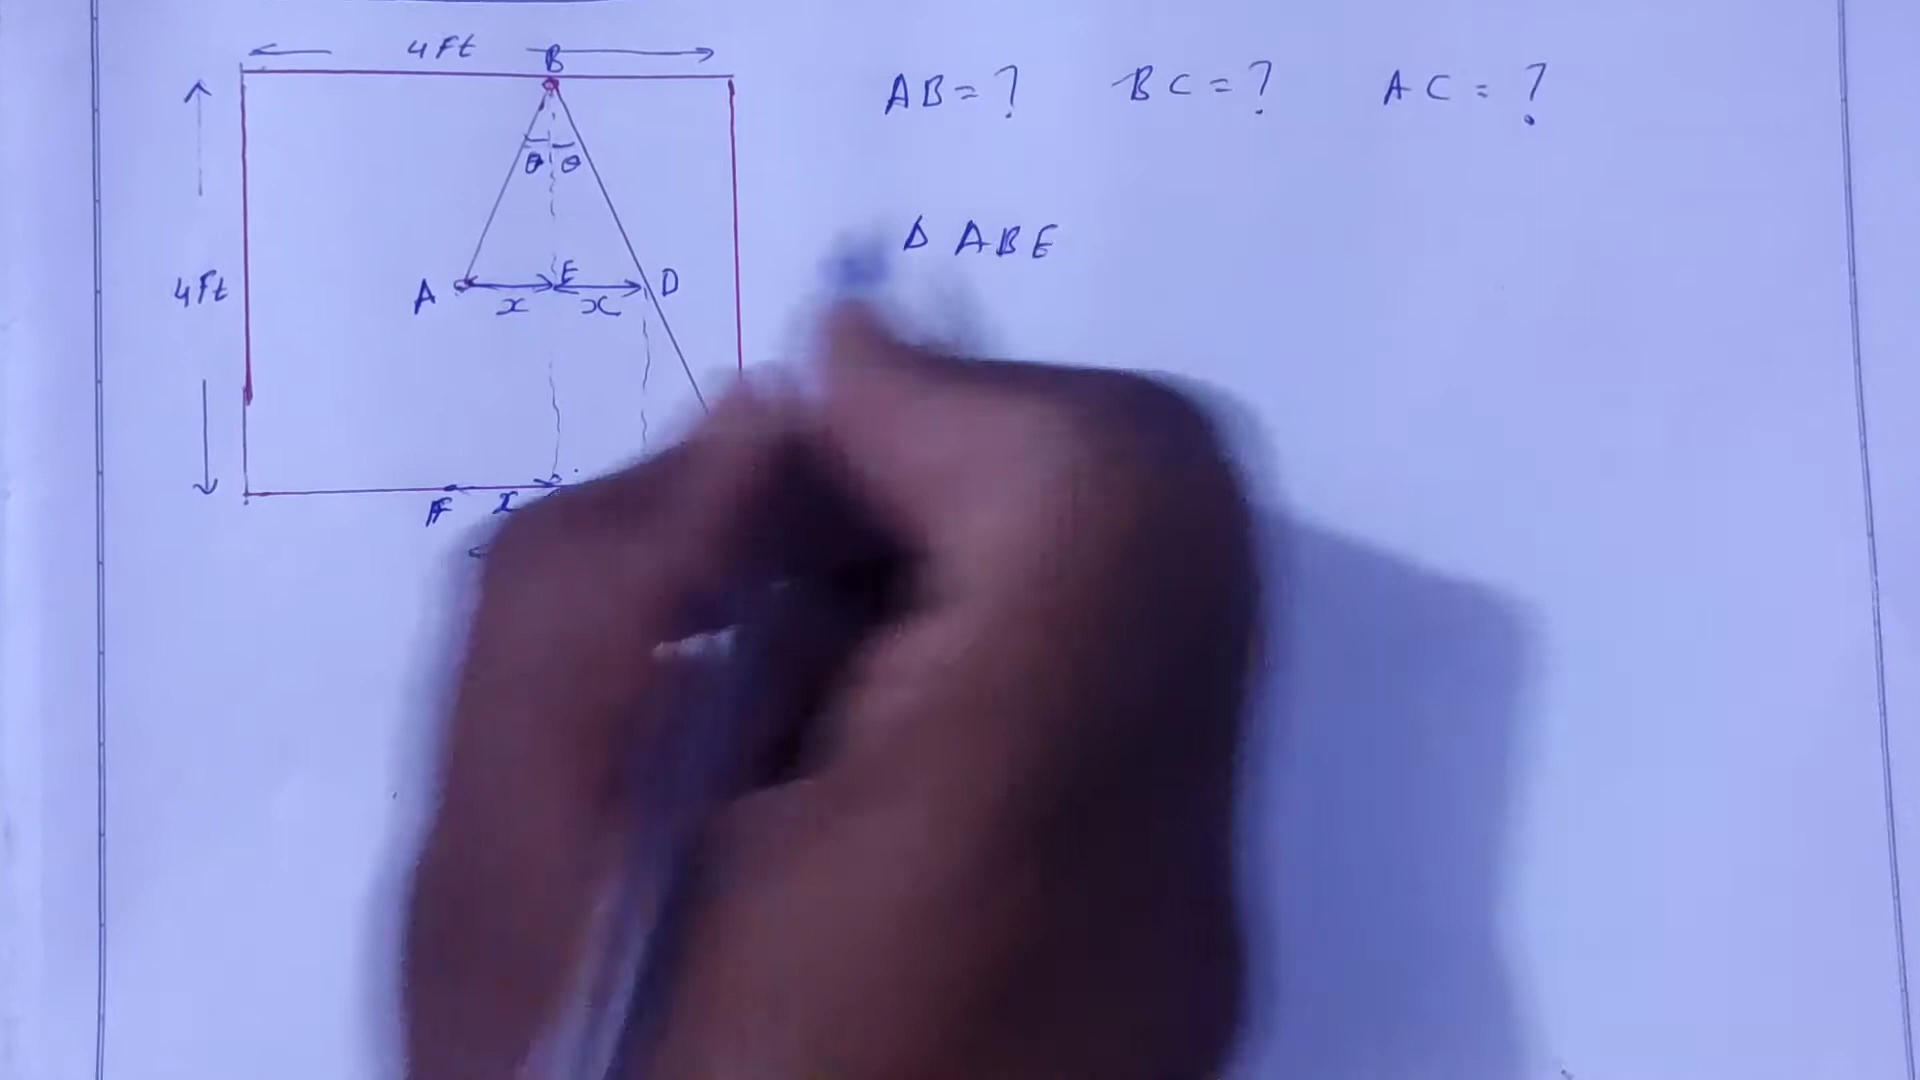 4Ft
B
AB = ? BC = ? AC = ?
θ θ
Δ ABE
4Ft
A E D
x x
F x